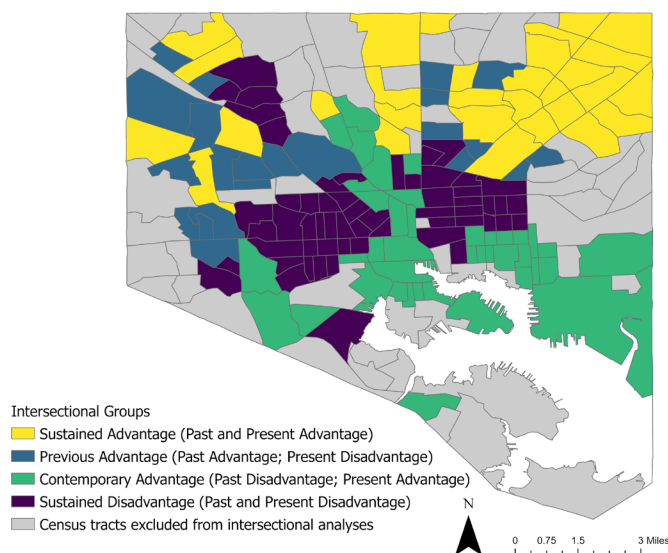 Intersectional Groups
Sustained Advantage (Past and Present Advantage)
Previous Advantage (Past Advantage; Present Disadvantage)
Contemporary Advantage (Past Disadvantage; Present Advantage)
Sustained Disadvantage (Past and Present Disadvantage)
Census tracts excluded from intersectional analyses
N
0 0.75 1.5 3 Miles